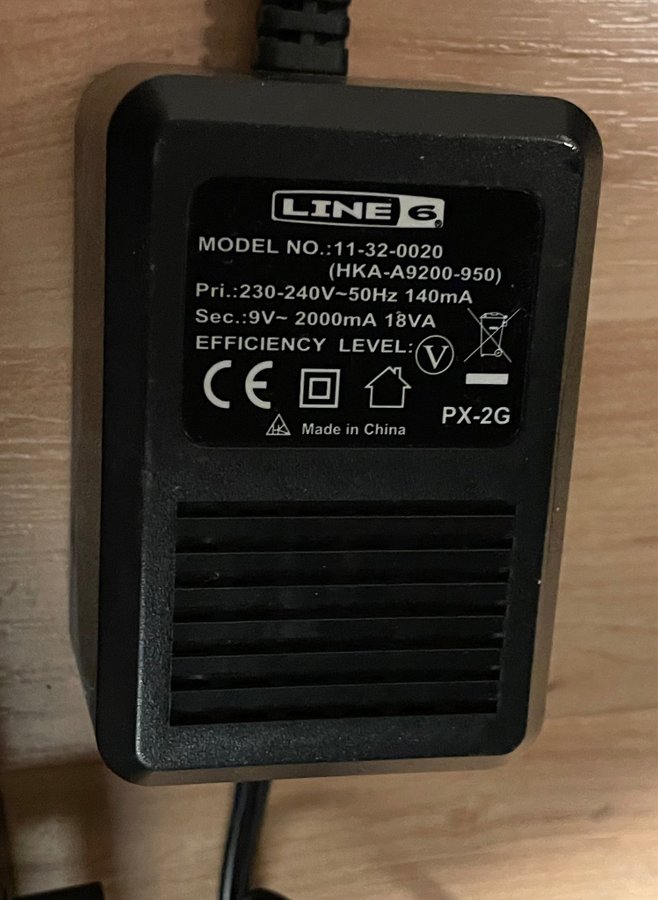 LINE 6
MODEL NO.:11-32-0020
(HKA-A9200-950)
Pri.:230-240V~50Hz 140mA
Sec.:9V~ 2000mA 18VA
EFFICIENCY LEVEL: V
CE
PX-2G
HK Made in China